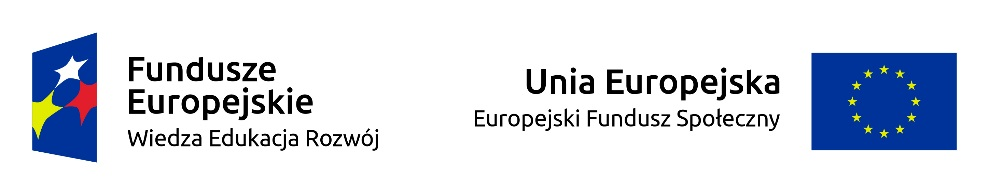 Fundusze
Europejskie
Wiedza Edukacja Rozwój
Unia Europejska
Europejski Fundusz Społeczny